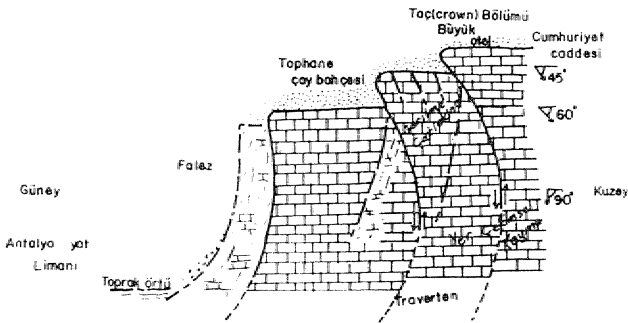 Taç(crown) Bölümü
Büyük
otel
Cumhuriyet
caddesi
Tophane
çay bahçesi
45°
60°
Falez
Güney
90°
Kuzey
Antalya yat
Limanı
Toprak örtü
Traverten